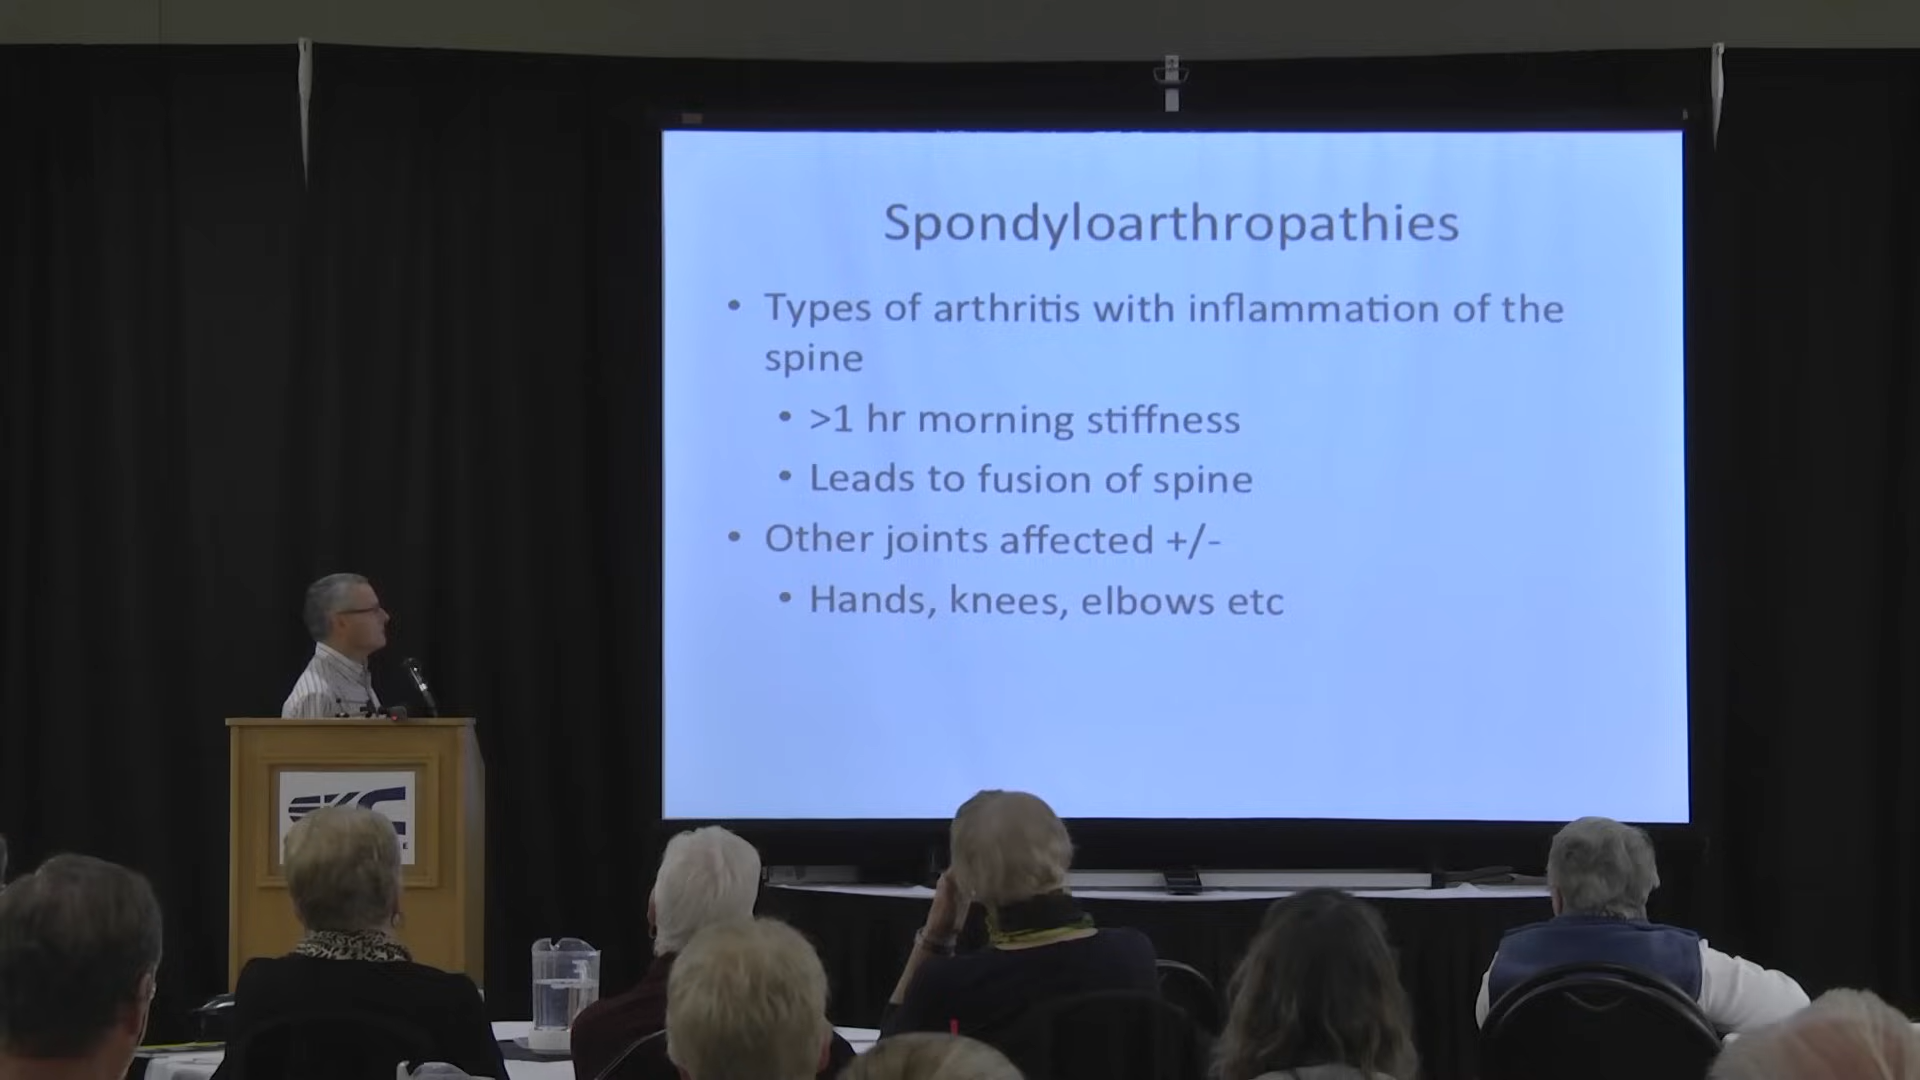 Spondyloarthropathies
• Types of arthritis with inflammation of the
spine
• >1 hr morning stiffness
• Leads to fusion of spine
• Other joints affected +/-
• Hands, knees, elbows etc